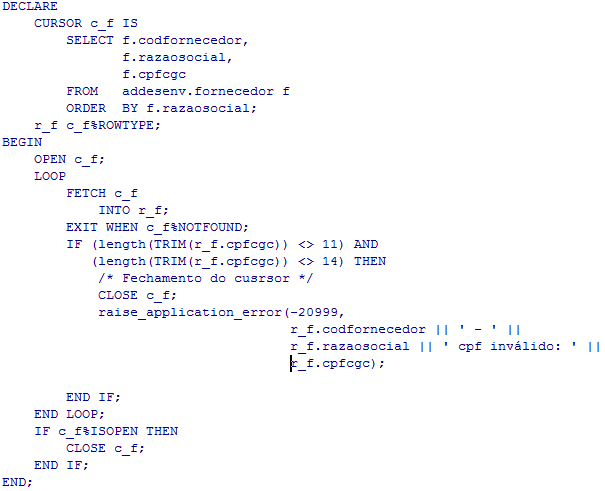 DECLARE
    CURSOR c_f IS
        SELECT f.codfornecedor,
               f.razaosocial,
               f.cpfcgc
        FROM   addesenv.fornecedor f
        ORDER  BY f.razaosocial;
    r_f c_f%ROWTYPE;
BEGIN
    OPEN c_f;
    LOOP
        FETCH c_f
            INTO r_f;
        EXIT WHEN c_f%NOTFOUND;
        IF (length(TRIM(r_f.cpfcgc)) <> 11) AND
           (length(TRIM(r_f.cpfcgc)) <> 14) THEN
            /* Fechamento do cusrsor */
            CLOSE c_f;
            raise_application_error(-20999,
                                    r_f.codfornecedor || ' - ' ||
                                    r_f.razaosocial || ' cpf inválido: ' ||
                                    r_f.cpfcgc);
        END IF;
    END LOOP;
    IF c_f%ISOPEN THEN
        CLOSE c_f;
    END IF;
END;